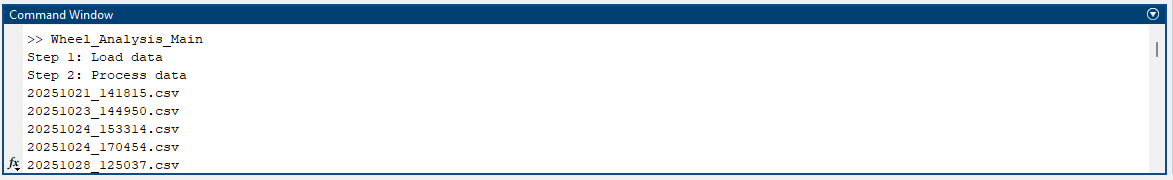 Command Window
>> Wheel_Analysis_Main
Step 1: Load data
Step 2: Process data
20251021_141815.csv
20251023_144950.csv
20251024_153314.csv
20251024_170454.csv
fx 20251028_125037.csv